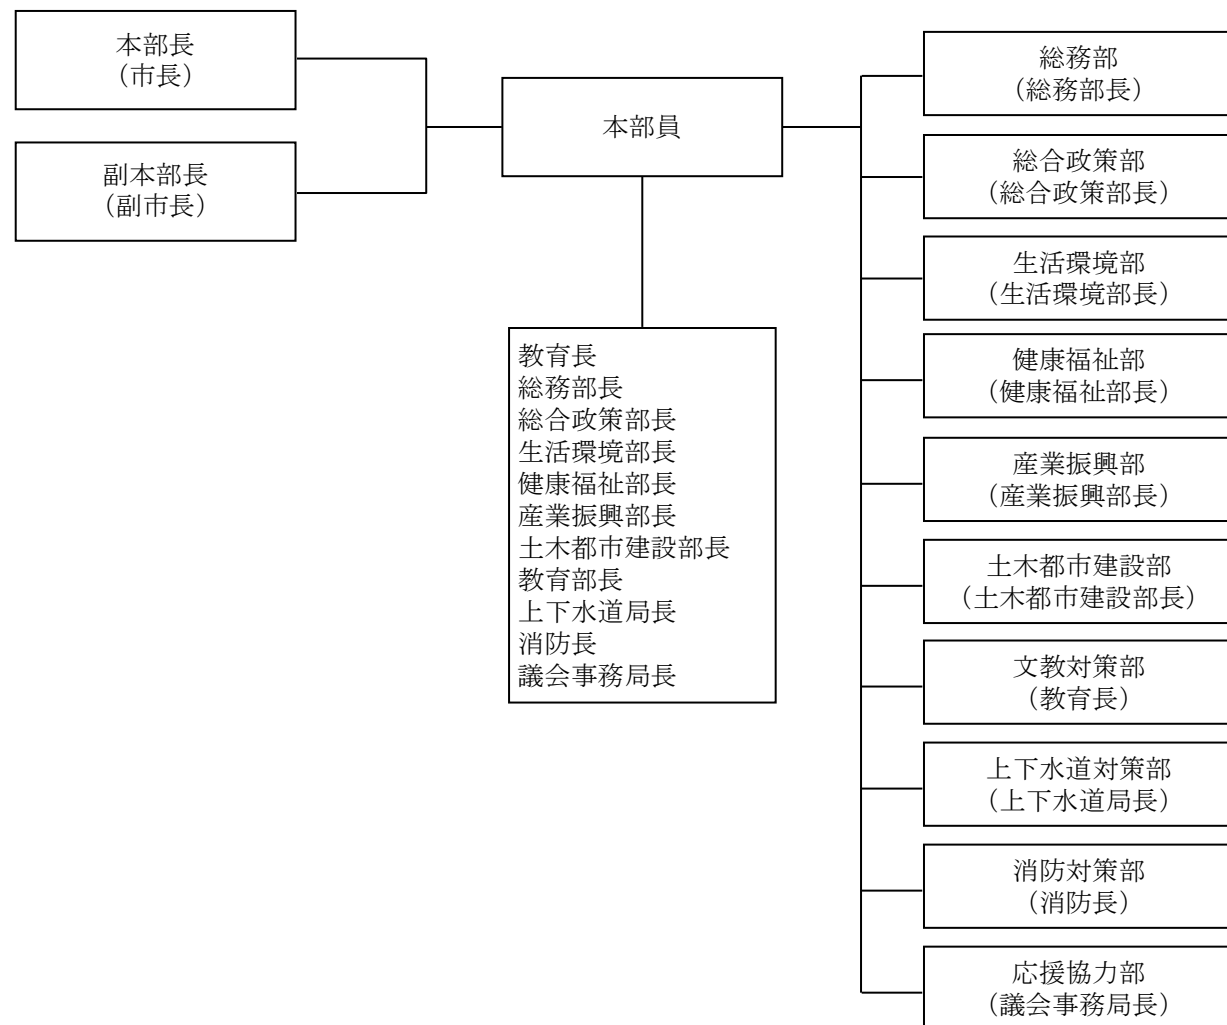 本部長
（市長）
副本部長
（副市長）
本部員
教育長
総務部長
総合政策部長
生活環境部長
健康福祉部長
産業振興部長
土木都市建設部長
教育部長
上下水道局長
消防長
議会事務局長
総務部
（総務部長）
総合政策部
（総合政策部長）
生活環境部
（生活環境部長）
健康福祉部
（健康福祉部長）
産業振興部
（産業振興部長）
土木都市建設部
（土木都市建設部長）
文教対策部
（教育長）
上下水道対策部
（上下水道局長）
消防対策部
（消防長）
応援協力部
（議会事務局長）